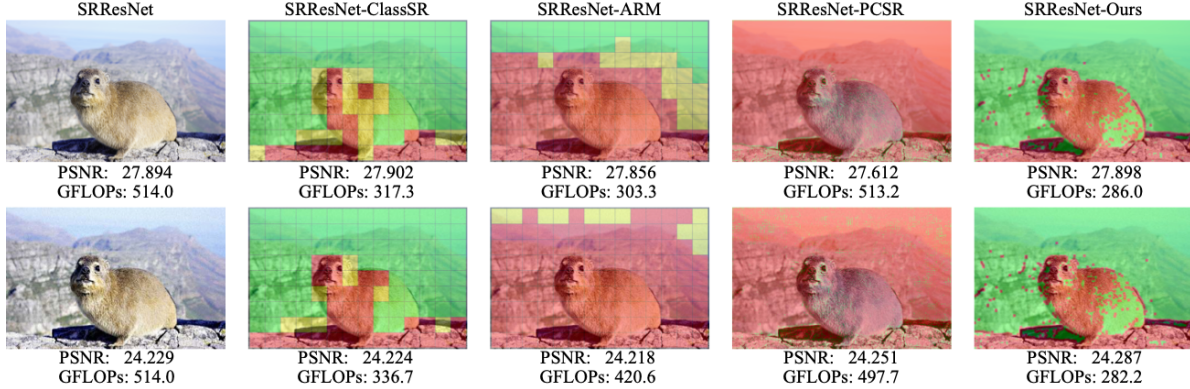 SRResNet SRResNet-ClassSR SRResNet-ARM SRResNet-PCSR SRResNet-Ours
PSNR: 27.894 PSNR: 27.902 PSNR: 27.856 PSNR: 27.612 PSNR: 27.898
GFLOPs: 514.0 GFLOPs: 317.3 GFLOPs: 303.3 GFLOPs: 513.2 GFLOPs: 286.0
PSNR: 24.229 PSNR: 24.224 PSNR: 24.218 PSNR: 24.251 PSNR: 24.287
GFLOPs: 514.0 GFLOPs: 336.7 GFLOPs: 420.6 GFLOPs: 497.7 GFLOPs: 282.2